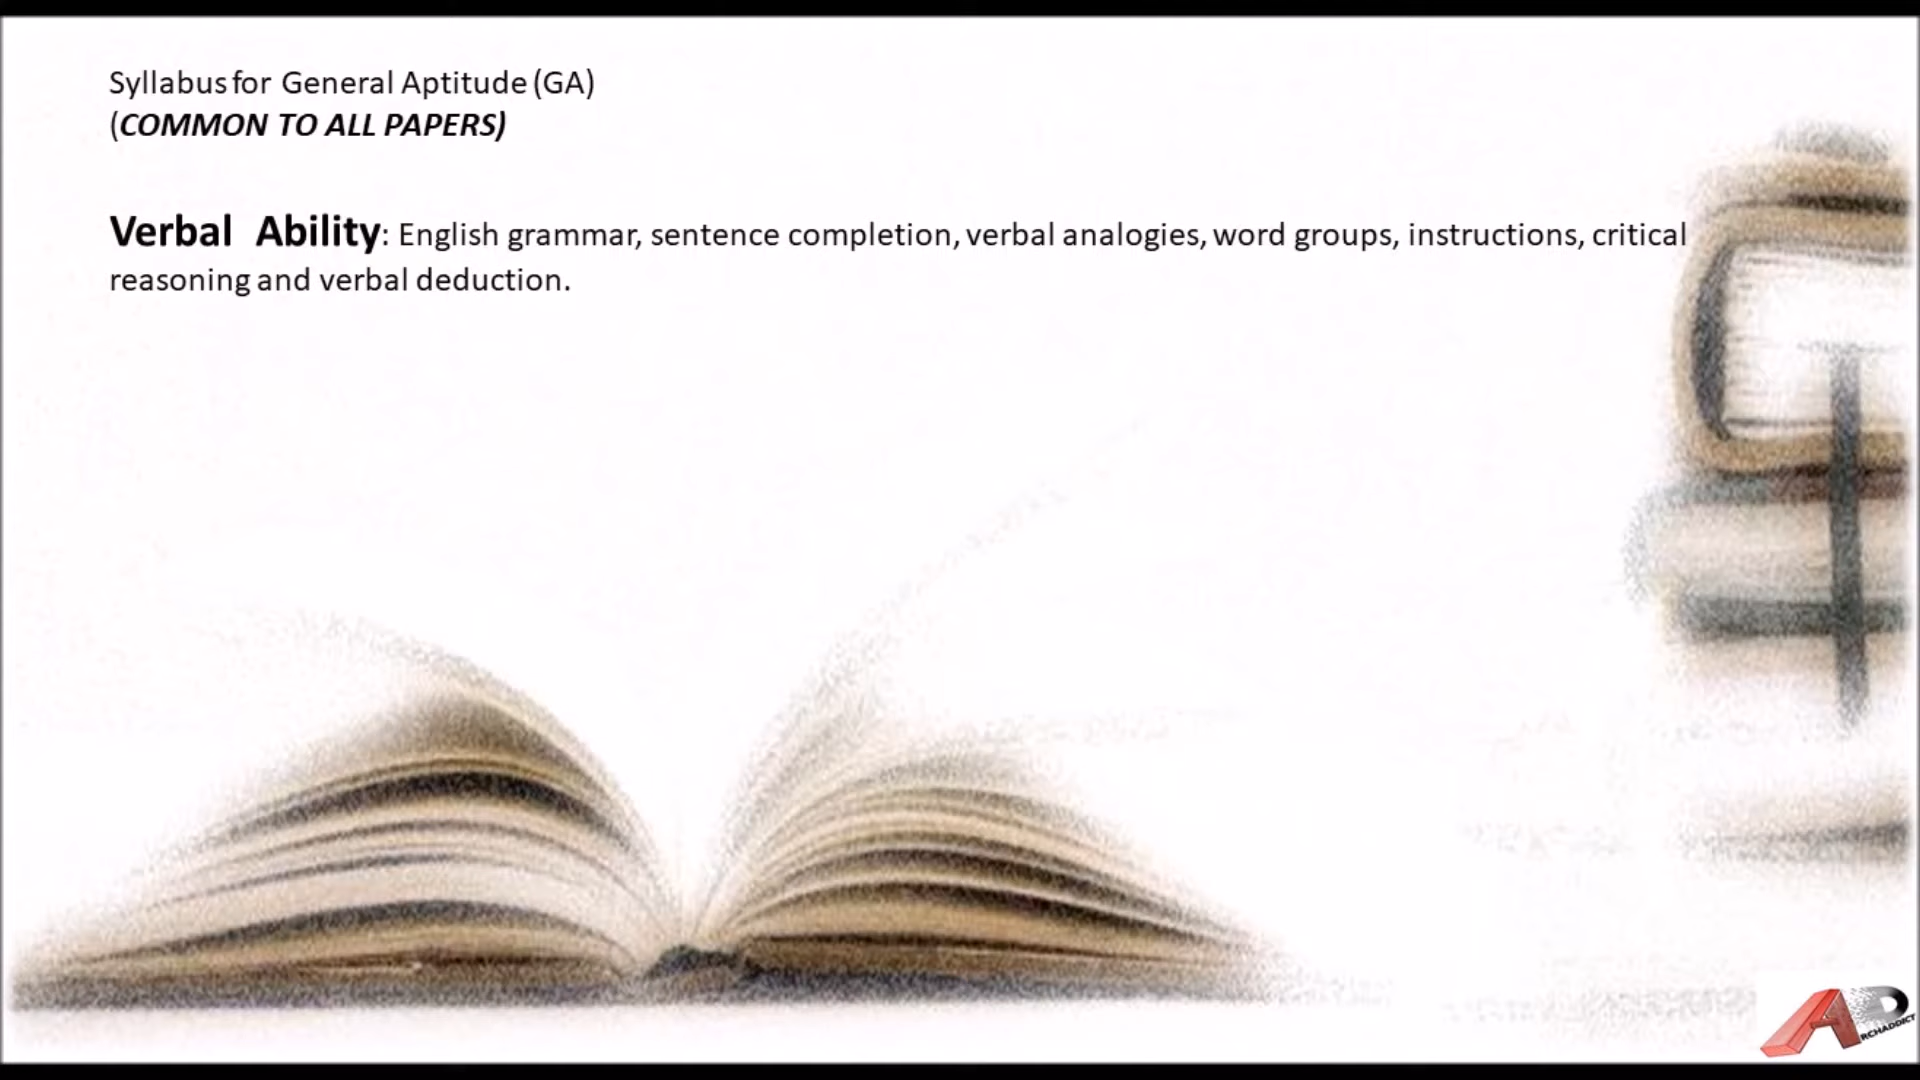 Syllabus for General Aptitude (GA)
(COMMON TO ALL PAPERS)
Verbal Ability: English grammar, sentence completion, verbal analogies, word groups, instructions, critical
reasoning and verbal deduction.
RCHADDICT